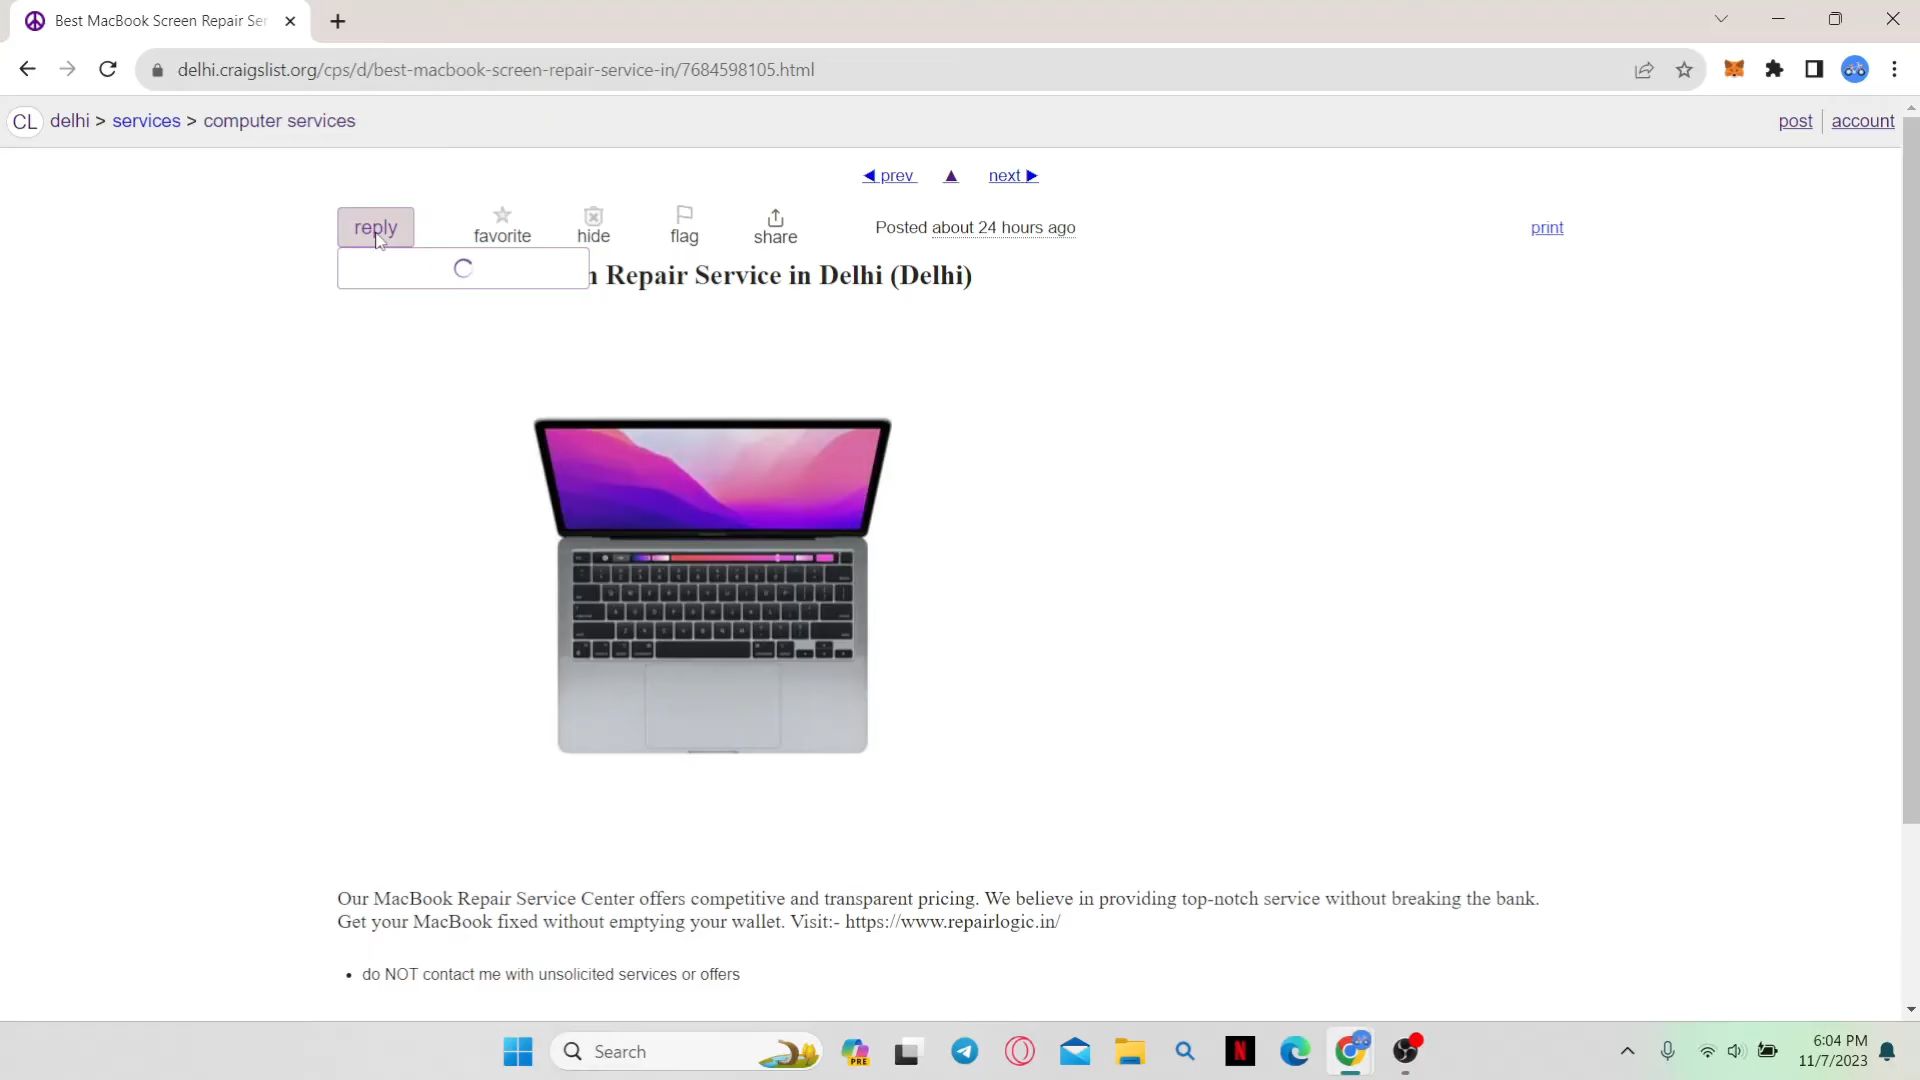 Best MacBook Screen Repair Ser
delhi.craigslist.org/cps/d/best-macbook-screen-repair-service-in/7684598105.html
CL delhi > services > computer services
post account
◀ prev ▲ next ▶
reply favorite hide flag share Posted about 24 hours ago print
Repair Service in Delhi (Delhi)
Our MacBook Repair Service Center offers competitive and transparent pricing. We believe in providing top-notch service without breaking the bank.
Get your MacBook fixed without emptying your wallet. Visit:- https://www.repairlogic.in/
• do NOT contact me with unsolicited services or offers
Search
PRE
N
6:04 PM
11/7/2023